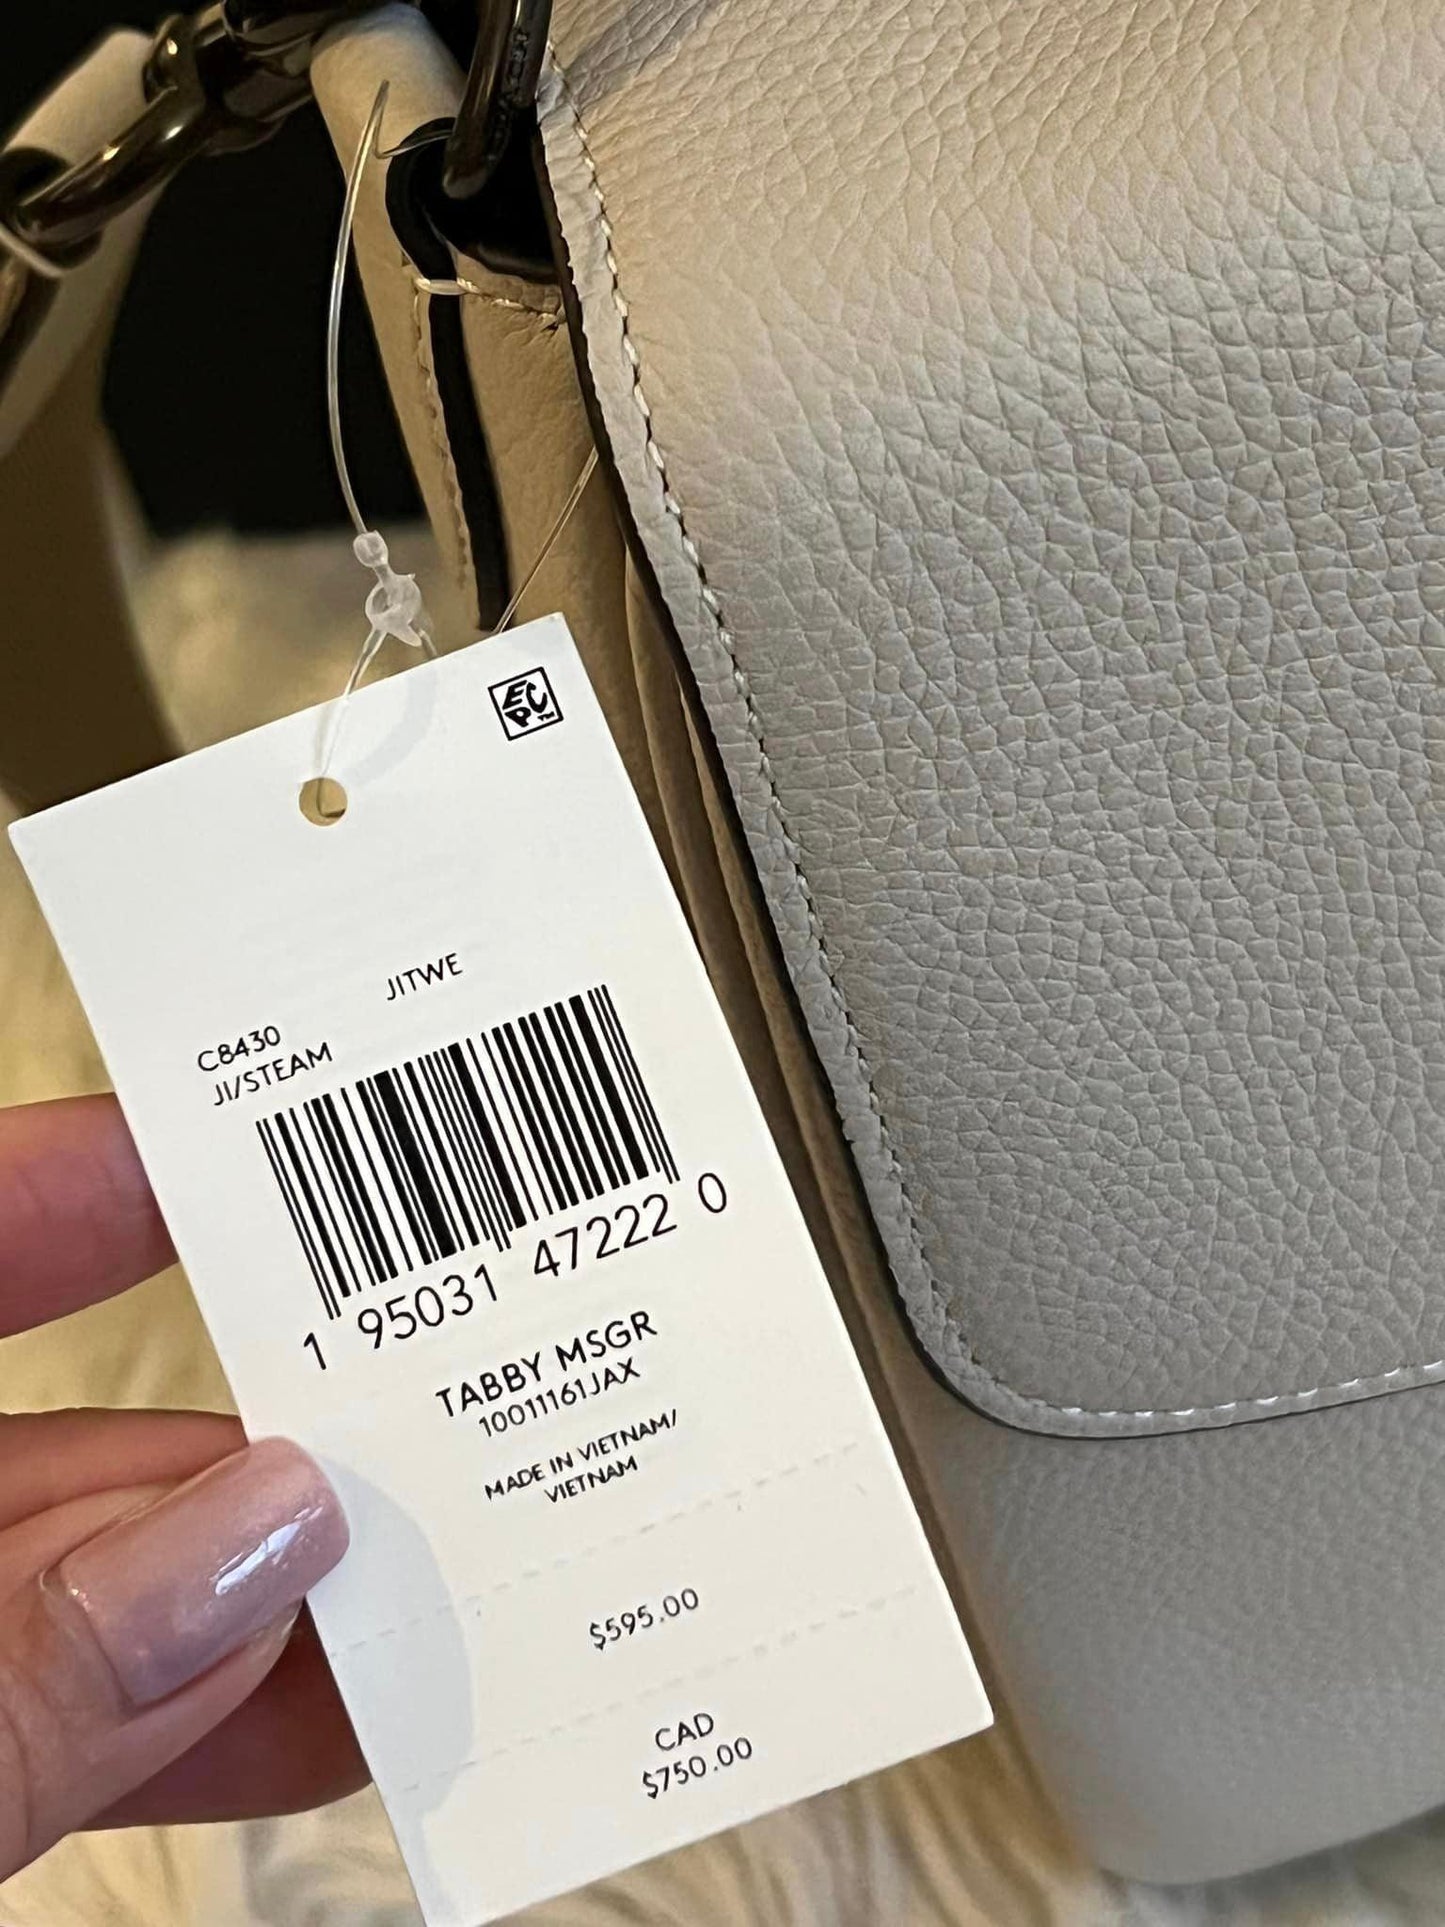 EPC™
JITWE
C8430
JI/STEAM
1 95031 47222 0
TABBY MSGR
10011161JAX
MADE IN VIETNAM/
VIETNAM
$595.00
CAD
$750.00